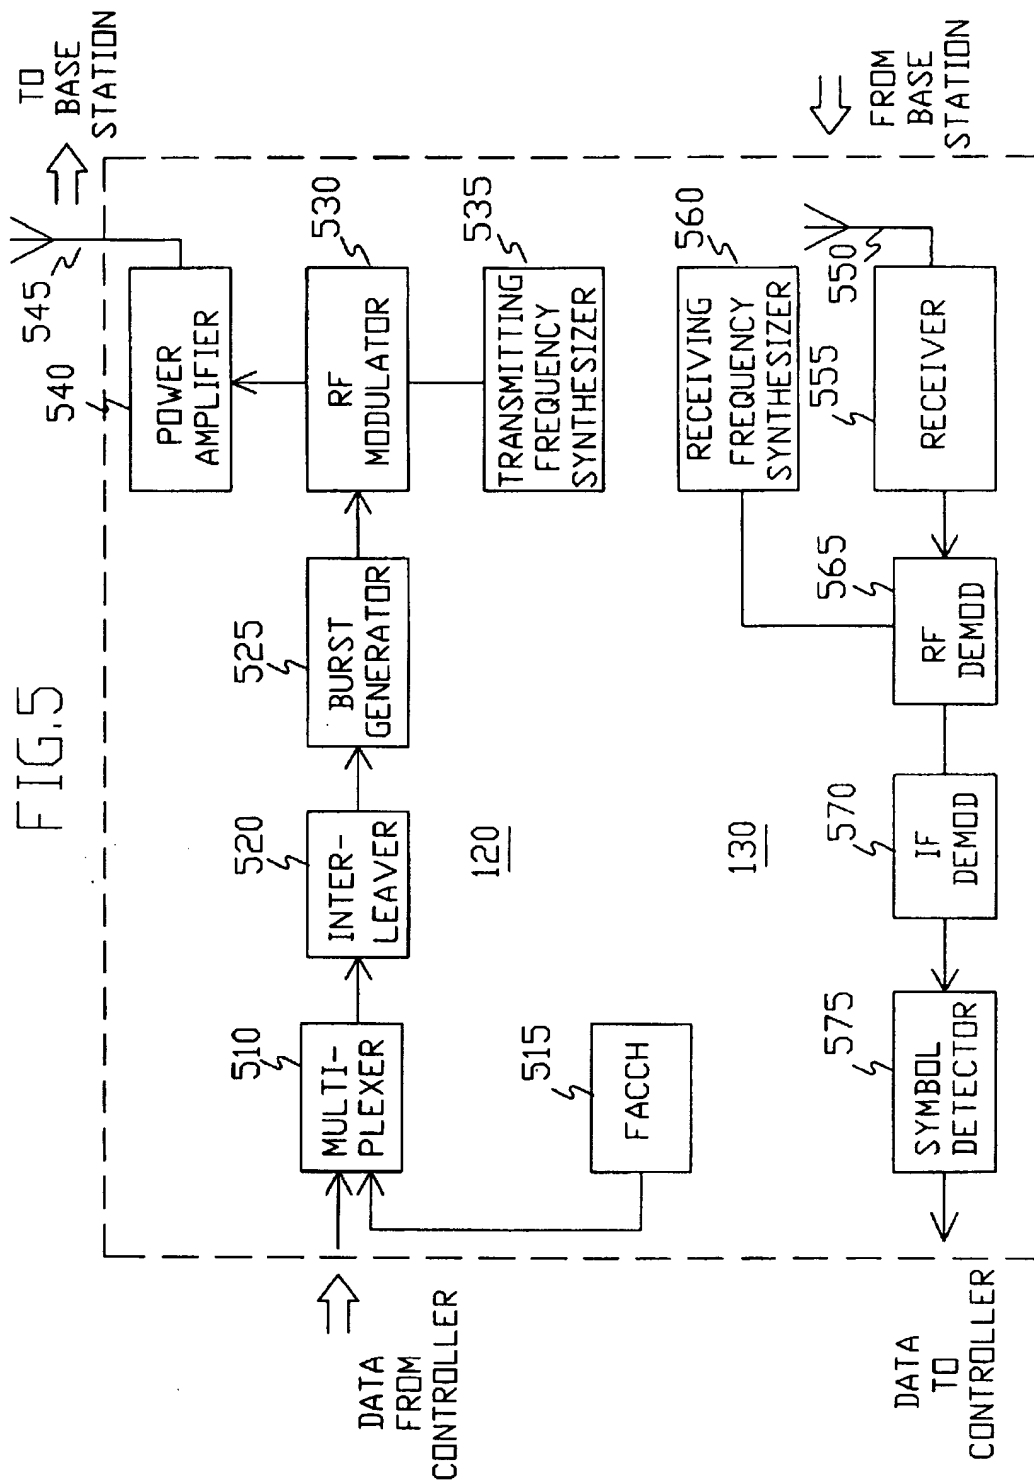 FIG.5
TO
BASE
STATION
545
540
POWER
AMPLIFIER
530
RF
MODULATOR
535
TRANSMITTING
FREQUENCY
SYNTHESIZER
525
BURST
GENERATOR
520
INTER-
LEAVER
510
MULTI-
PLEXER
515
FACCH
DATA
FROM
CONTROLLER
120
130
FROM
BASE
STATION
550
560
RECEIVING
FREQUENCY
SYNTHESIZER
555
RECEIVER
565
RF
DEMOD
570
IF
DEMOD
575
SYMBOL
DETECTOR
DATA
TO
CONTROLLER